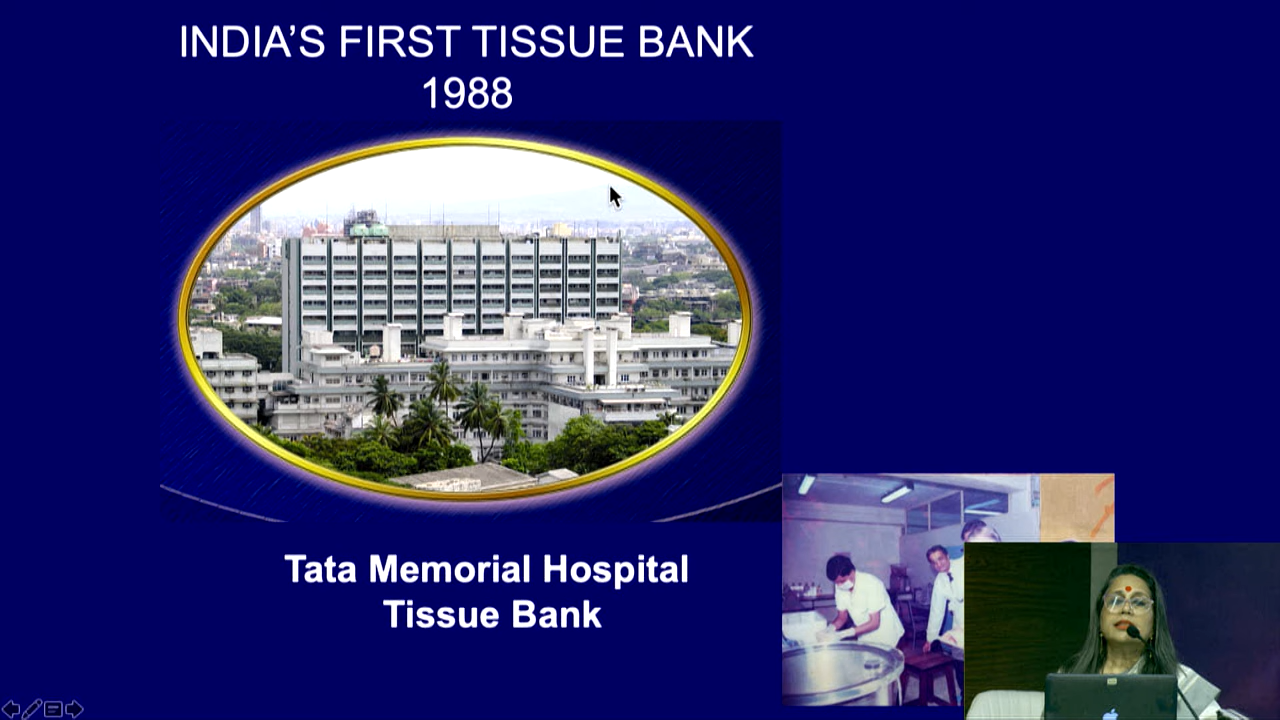 INDIA’S FIRST TISSUE BANK
1988
Tata Memorial Hospital
Tissue Bank